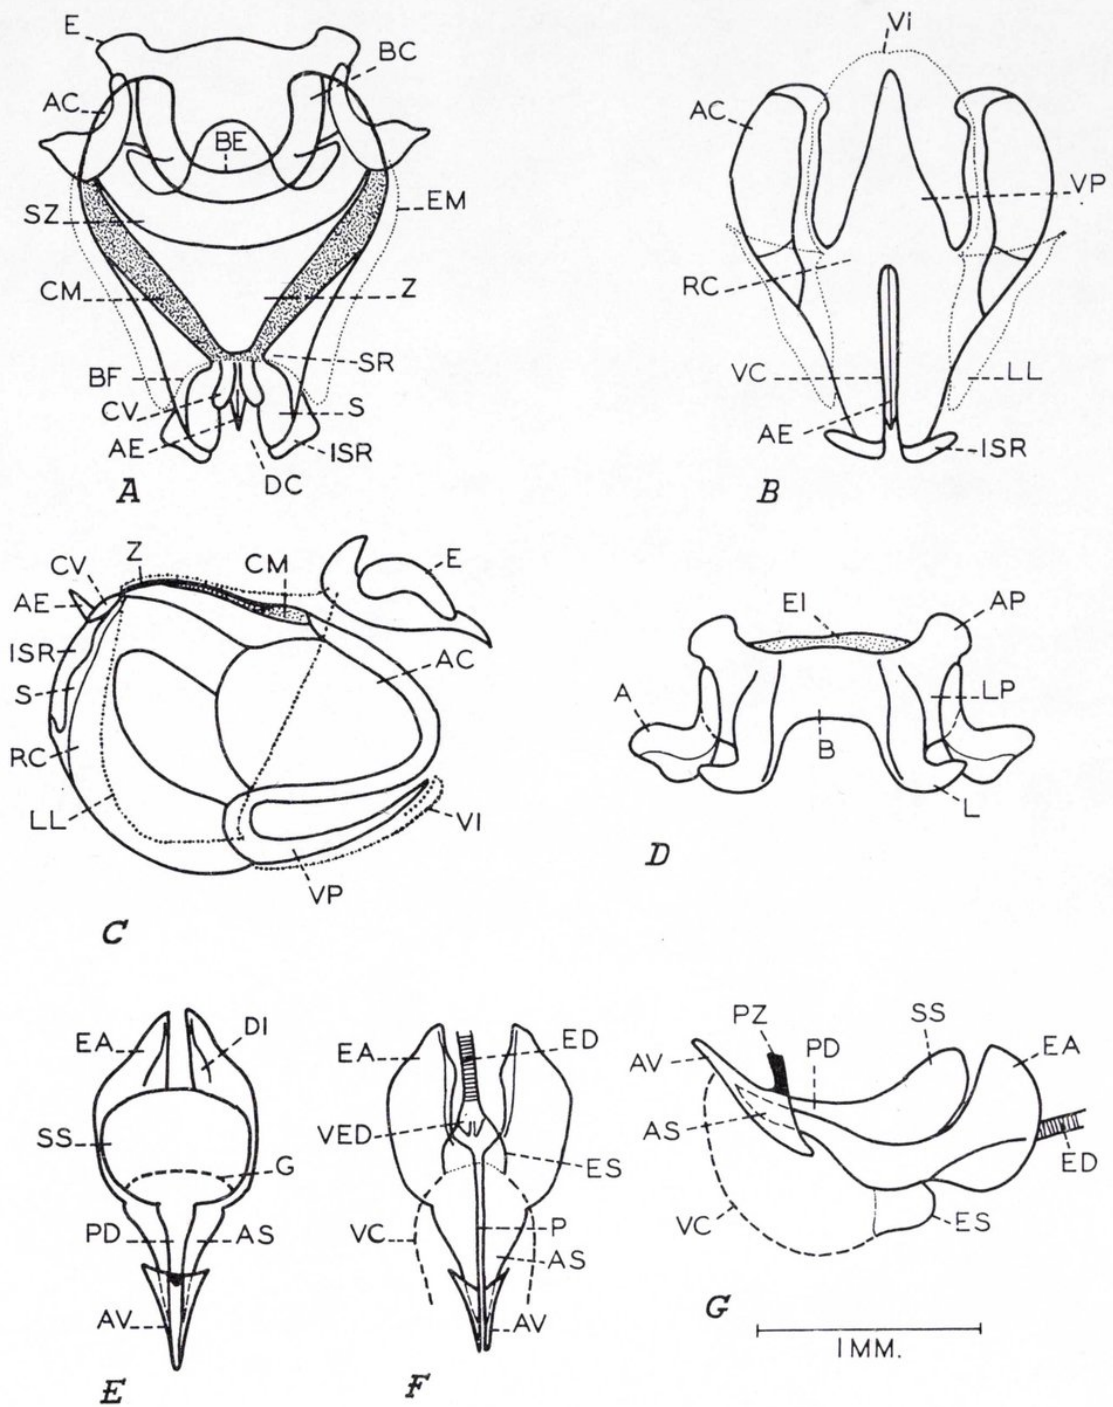 E
BC
AC
BE
SZ
EM
CM
Z
BF
SR
CV
S
AE
ISR
DC
A
Vi
AC
VP
RC
VC
LL
AE
ISR
B
CV
Z
CM
E
AE
ISR
AC
S
RC
LL
VI
VP
C
EI
AP
A
LP
B
L
D
EA
DI
SS
G
PD
AS
AV
E
EA
ED
VED
ES
VC
P
AS
AV
F
PZ
SS
AV
PD
EA
AS
ED
VC
ES
G
1 MM.